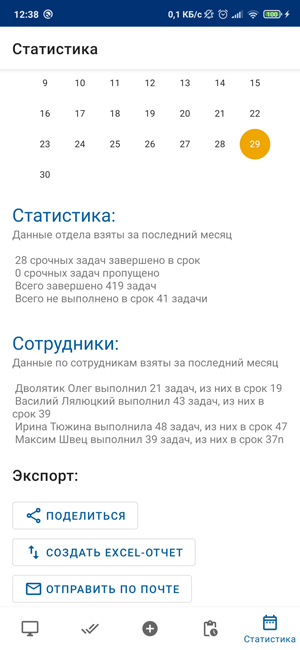 12:38 0,1 КБ/с 100
Статистика
9 10 11 12 13 14 15
16 17 18 19 20 21 22
23 24 25 26 27 28 29
30
Статистика:
Данные отдела взяты за последний месяц
28 срочных задач завершено в срок
0 срочных задач пропущено
Всего завершено 419 задач
Всего не выполнено в срок 41 задачи
Сотрудники:
Данные по сотрудникам взяты за последний месяц
Дволятик Олег выполнил 21 задач, из них в срок 19
Василий Лялюцкий выполнил 43 задач, из них в
срок 39
Ирина Тюжина выполнила 48 задач, из них в срок 47
Максим Швец выполнил 39 задач, из них в срок 37n
Экспорт:
ПОДЕЛИТЬСЯ
СОЗДАТЬ EXCEL-ОТЧЕТ
ОТПРАВИТЬ ПО ПОЧТЕ
Статистика